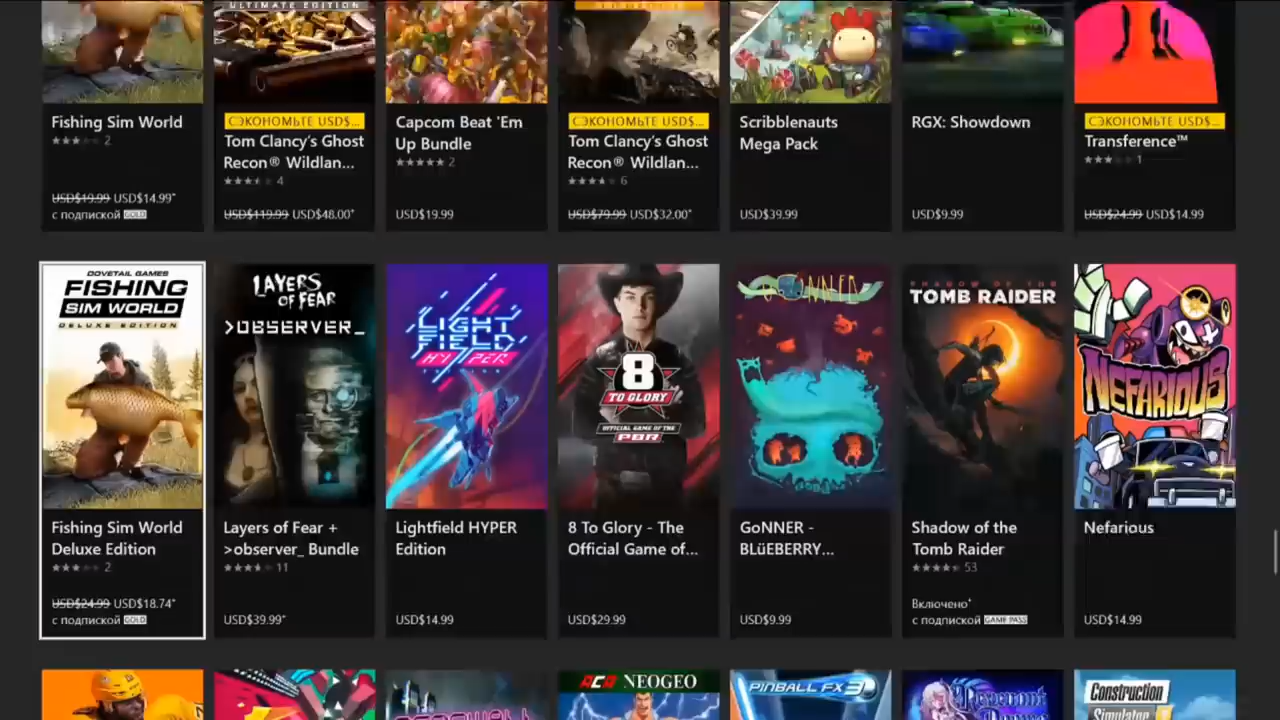 ULTIMATE EDITION
Fishing Sim World
2
USD$19.99 USD$14.99*
с подпиской GOLD
СЭКОНОМЬТЕ USD$...
Tom Clancy's Ghost
Recon® Wildlan...
4
USD$119.99 USD$48.00*
Capcom Beat 'Em
Up Bundle
2
USD$19.99
СЭКОНОМЬТЕ USD$...
Tom Clancy's Ghost
Recon® Wildlan...
6
USD$79.99 USD$32.00*
Scribblenauts
Mega Pack
USD$39.99
RGX: Showdown
USD$9.99
СЭКОНОМЬТЕ USD$...
Transference™
1
USD$24.99 USD$14.99
DOVETAIL GAMES
FISHING
SIM WORLD
DELUXE EDITION
Fishing Sim World
Deluxe Edition
2
USD$24.99 USD$18.74*
с подпиской GOLD
LAYERS
OF FEAR
>OBSERVER_
Layers of Fear +
>observer_ Bundle
11
USD$39.99*
LIGHT
FIELD
HYPER
Lightfield HYPER
Edition
USD$14.99
8
TO GLORY
OFFICIAL GAME OF THE
PBR
8 To Glory - The
Official Game of...
USD$29.99
GONNER
GoNNER -
BLüEBERRY...
USD$9.99
SHADOW OF THE
TOMB RAIDER
Shadow of the
Tomb Raider
53
Включено*
с подпиской GAME PASS
NEFARIOUS
Nefarious
USD$14.99
ACA NEOGEO
PINBALL FX3
Construction
Simulator